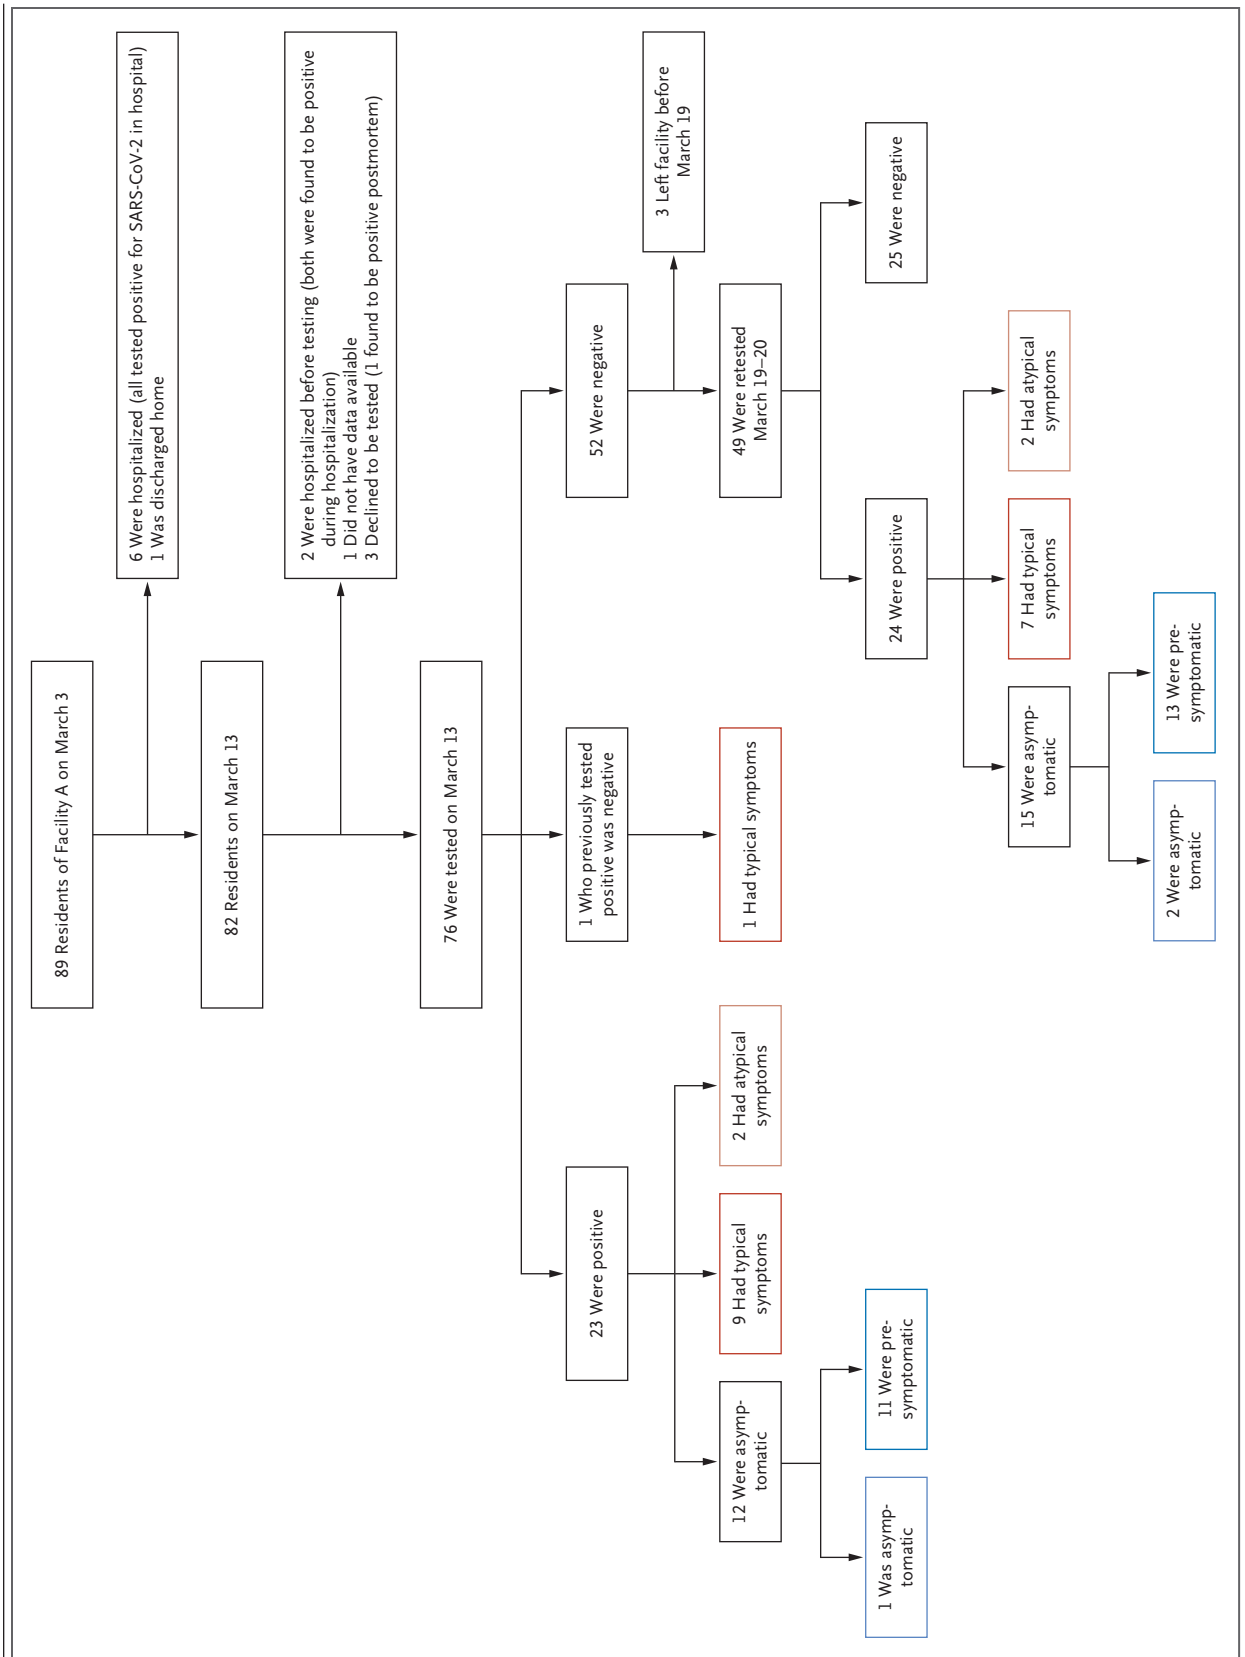 89 Residents of Facility A on March 3
6 Were hospitalized (all tested positive for SARS-CoV-2 in hospital)
1 Was discharged home
82 Residents on March 13
2 Were hospitalized before testing (both were found to be positive
during hospitalization)
1 Did not have data available
3 Declined to be tested (1 found to be positive postmortem)
76 Were tested on March 13
23 Were positive
1 Who previously tested
positive was negative
52 Were negative
3 Left facility before
March 19
12 Were asymp-
tomatic
9 Had typical
symptoms
2 Had atypical
symptoms
1 Had typical symptoms
49 Were retested
March 19–20
1 Was asymp-
tomatic
11 Were pre-
symptomatic
24 Were positive
25 Were negative
15 Were asymp-
tomatic
7 Had typical
symptoms
2 Had atypical
symptoms
2 Were asymp-
tomatic
13 Were pre-
symptomatic